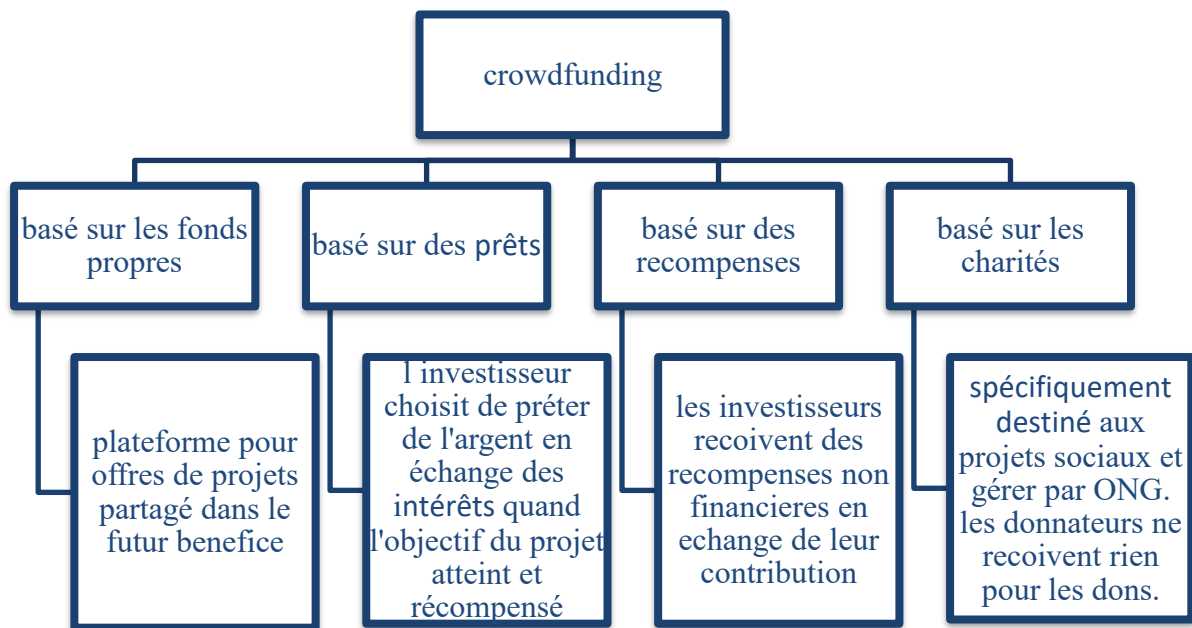 crowdfunding
basé sur les fonds
propres
basé sur des prêts
basé sur des
recompenses
basé sur les
charités
plateforme pour
offres de projets
partagé dans le
futur benefice
l investisseur
choisit de préter
de l'argent en
échange des
intérêts quand
l'objectif du projet
atteint et
récompensé
les investisseurs
recoivent des
recompenses non
financieres en
echange de leur
contribution
spécifiquement
destiné aux
projets sociaux et
gérer par ONG.
les donnateurs ne
recoivent rien
pour les dons.